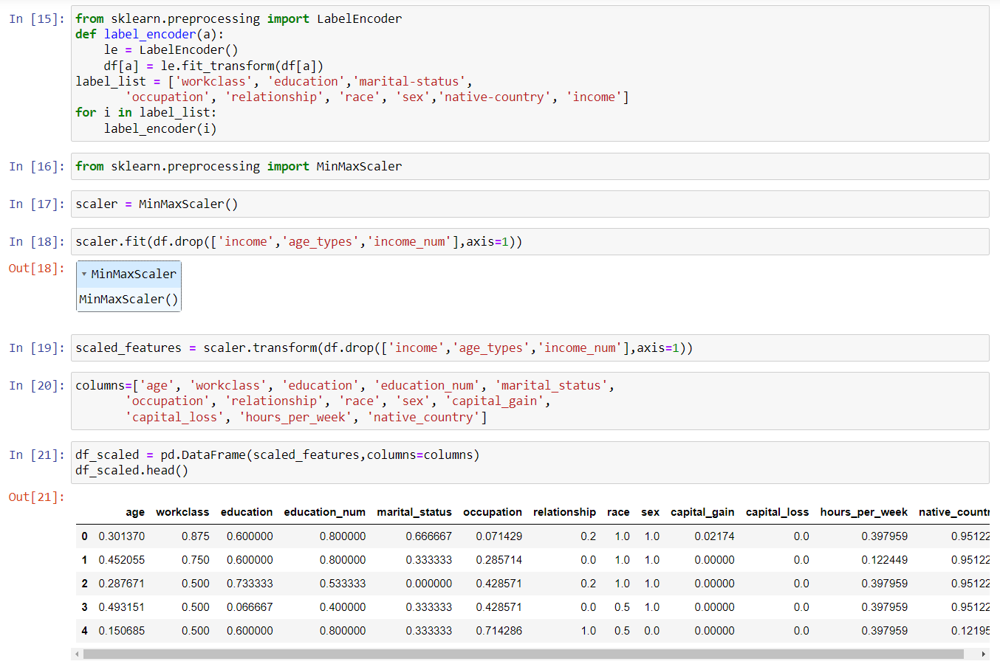 In [15]: from sklearn.preprocessing import LabelEncoder
def label_encoder(a):
    le = LabelEncoder()
    df[a] = le.fit_transform(df[a])
label_list = ['workclass', 'education','marital-status',
       'occupation', 'relationship', 'race', 'sex','native-country', 'income']
for i in label_list:
    label_encoder(i)
In [16]: from sklearn.preprocessing import MinMaxScaler
In [17]: scaler = MinMaxScaler()
In [18]: scaler.fit(df.drop(['income','age_types','income_num'],axis=1))
Out[18]: ▾ MinMaxScaler
MinMaxScaler()
In [19]: scaled_features = scaler.transform(df.drop(['income','age_types','income_num'],axis=1))
In [20]: columns=['age', 'workclass', 'education', 'education_num', 'marital_status',
       'occupation', 'relationship', 'race', 'sex', 'capital_gain',
       'capital_loss', 'hours_per_week', 'native_country']
In [21]: df_scaled = pd.DataFrame(scaled_features,columns=columns)
df_scaled.head()
Out[21]:
age workclass education education_num marital_status occupation relationship race sex capital_gain capital_loss hours_per_week native_countr
0 0.301370 0.875 0.600000 0.800000 0.666667 0.071429 0.2 1.0 1.0 0.02174 0.0 0.397959 0.95122
1 0.452055 0.750 0.600000 0.800000 0.333333 0.285714 0.0 1.0 1.0 0.00000 0.0 0.122449 0.95122
2 0.287671 0.500 0.733333 0.533333 0.000000 0.428571 0.2 1.0 1.0 0.00000 0.0 0.397959 0.95122
3 0.493151 0.500 0.066667 0.400000 0.333333 0.428571 0.0 0.5 1.0 0.00000 0.0 0.397959 0.95122
4 0.150685 0.500 0.600000 0.800000 0.333333 0.714286 1.0 0.5 0.0 0.00000 0.0 0.397959 0.12195